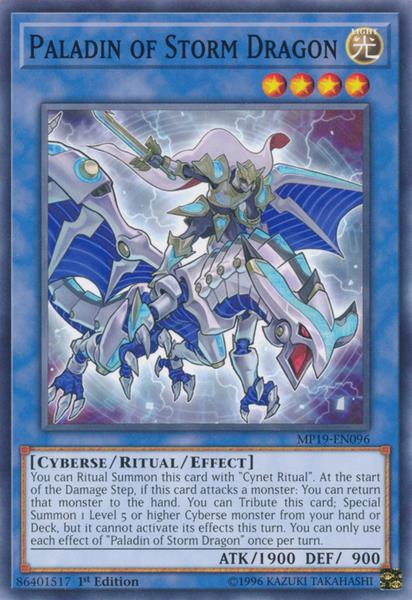 PALADIN OF STORM DRAGON
LIGHT
光
MP19-EN096
[CYBERSE/RITUAL/EFFECT]
You can Ritual Summon this card with "Cynet Ritual". At the start
of the Damage Step, if this card attacks a monster: You can return
that monster to the hand. You can Tribute this card; Special
Summon 1 Level 5 or higher Cyberse monster from your hand or
Deck, but it cannot activate its effects this turn. You can only use
each effect of "Paladin of Storm Dragon" once per turn.
ATK/1900 DEF/ 900
86401517 1st Edition ©1996 KAZUKI TAKAHASHI